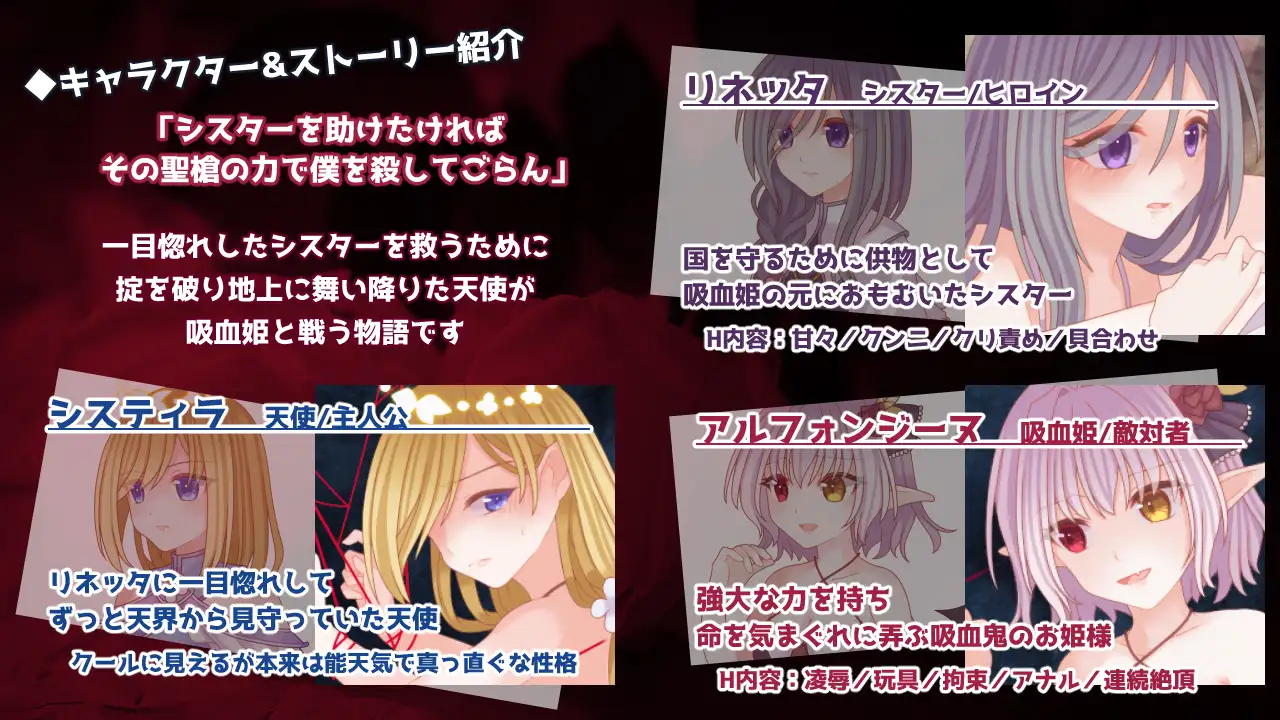 ◆キャラクター&ストーリー紹介
「シスターを助けたければ
その聖槍の力で僕を殺してごらん」
一目惚れしたシスターを救うために
掟を破り地上に舞い降りた天使が
吸血姫と戦う物語です
リネッタ シスター/ヒロイン
国を守るために供物として
吸血姫の元におもむいたシスター
H内容：甘々／クンニ／クリ責め／貝合わせ
システィラ 天使/主人公
リネッタに一目惚れして
ずっと天界から見守っていた天使
クールに見えるが本来は能天気で真っ直ぐな性格
アルフォンジーヌ 吸血姫/敵対者
強大な力を持ち
命を気まぐれに弄ぶ吸血鬼のお姫様
H内容：凌辱／玩具／拘束／アナル／連続絶頂